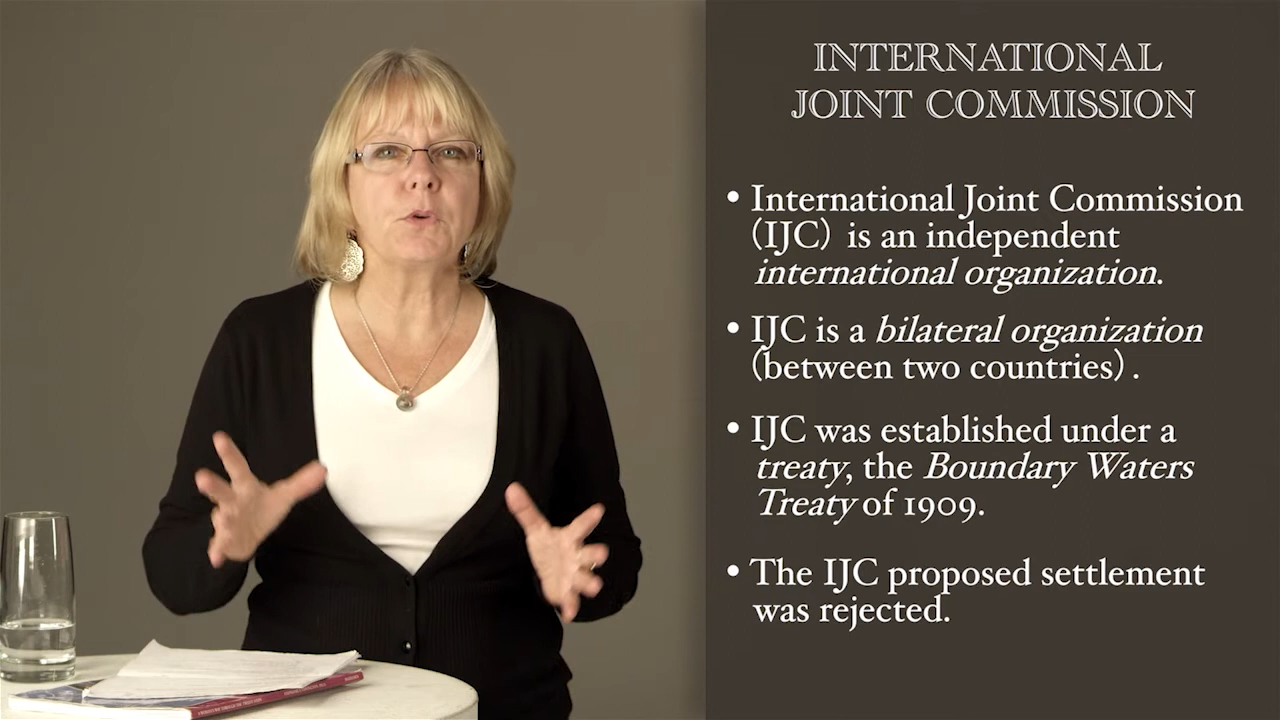 INTERNATIONAL
JOINT COMMISSION
• International Joint Commission
(IJC) is an independent
international organization.
• IJC is a bilateral organization
(between two countries).
• IJC was established under a
treaty, the Boundary Waters
Treaty of 1909.
• The IJC proposed settlement
was rejected.